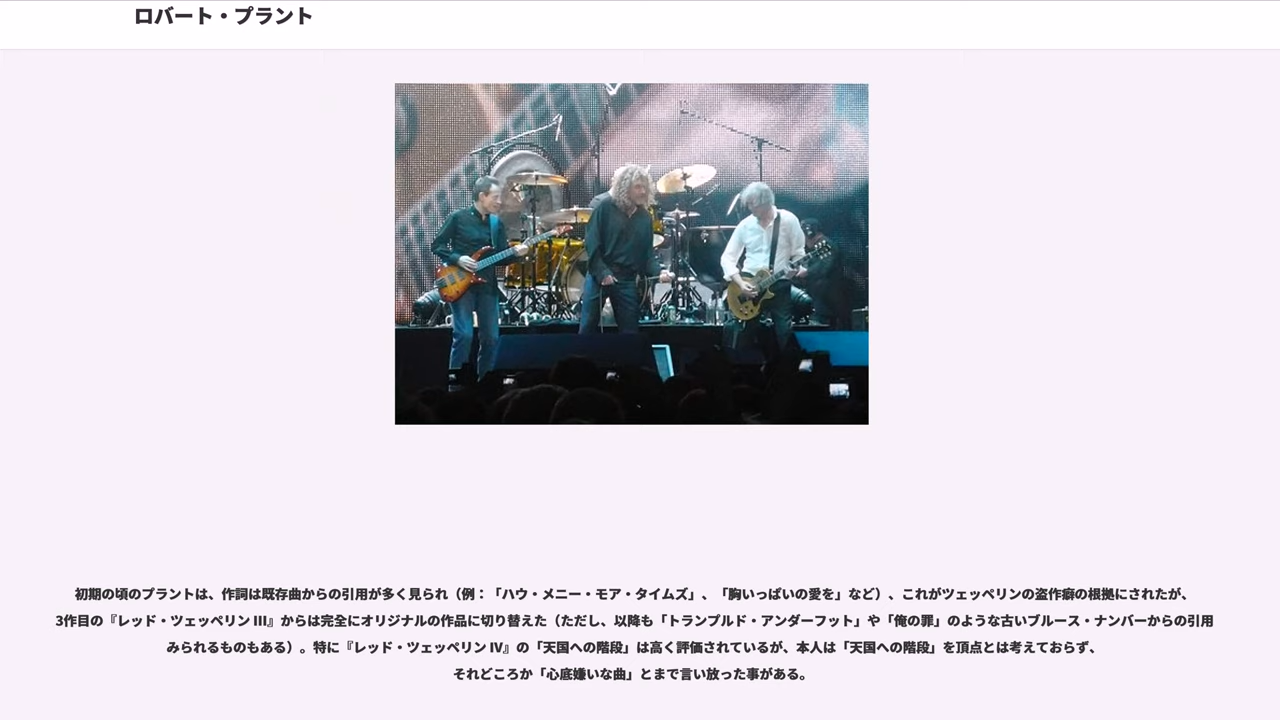 ロバート・プラント
初期の頃のプラントは、作詞は既存曲からの引用が多く見られ（例：「ハウ・メニー・モア・タイムズ」、「胸いっぱいの愛を」など）、これがツェッペリンの盗作癖の根拠にされたが、
3作目の『レッド・ツェッペリン III』からは完全にオリジナルの作品に切り替えた（ただし、以降も「トランプルド・アンダーフット」や「俺の罪」のような古いブルース・ナンバーからの引用
みられるものもある）。特に『レッド・ツェッペリン IV』の「天国への階段」は高く評価されているが、本人は「天国への階段」を頂点とは考えておらず、
それどころか「心底嫌いな曲」とまで言い放った事がある。